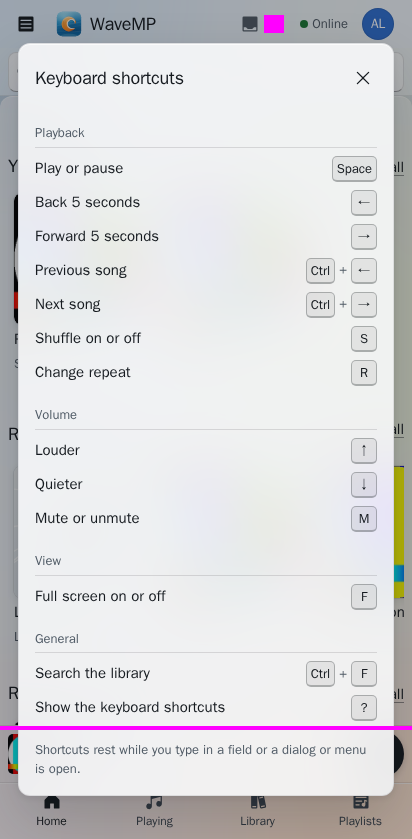 WaveMP
Online
AL
Keyboard shortcuts
Playback
Play or pause
Space
Back 5 seconds
←
Forward 5 seconds
→
Previous song
Ctrl + ←
Next song
Ctrl + →
Shuffle on or off
S
Change repeat
R
Volume
Louder
↑
Quieter
↓
Mute or unmute
M
View
Full screen on or off
F
General
Search the library
Ctrl + F
Show the keyboard shortcuts
?
Shortcuts rest while you type in a field or a dialog or menu
is open.
Home
Playing
Library
Playlists